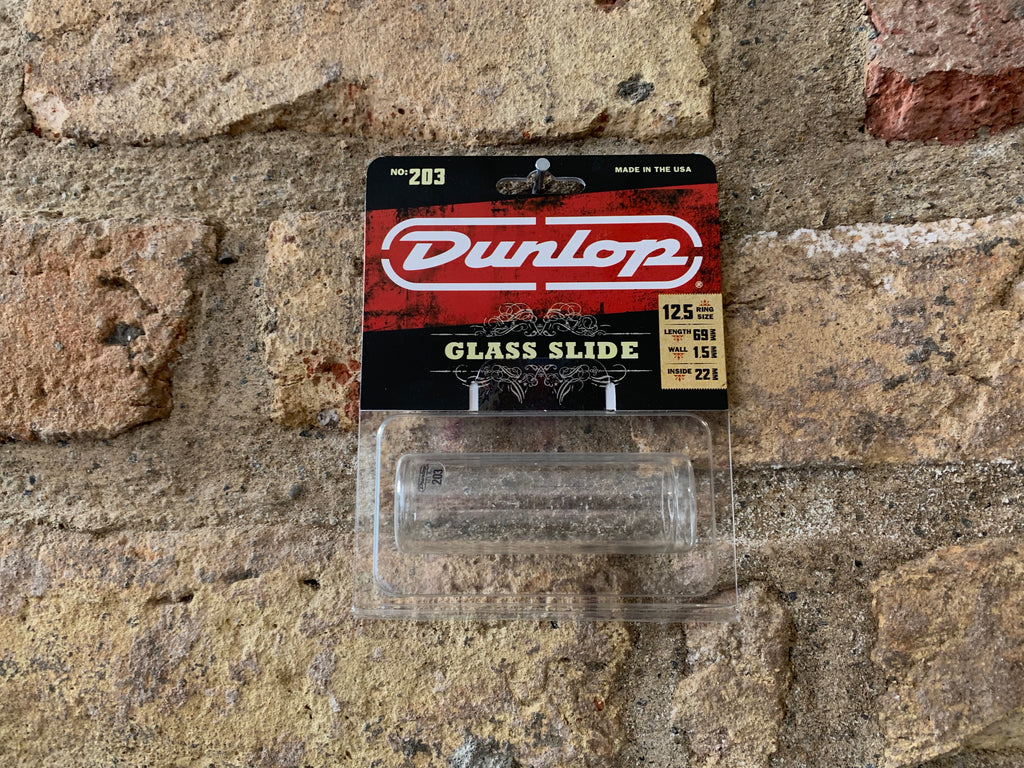 NO: 203
MADE IN THE USA
DUNLOP®
12.5 RING SIZE
LENGTH 69 MM
WALL 1.5 MM
INSIDE 22 MM
GLASS SLIDE
Dunlop
203